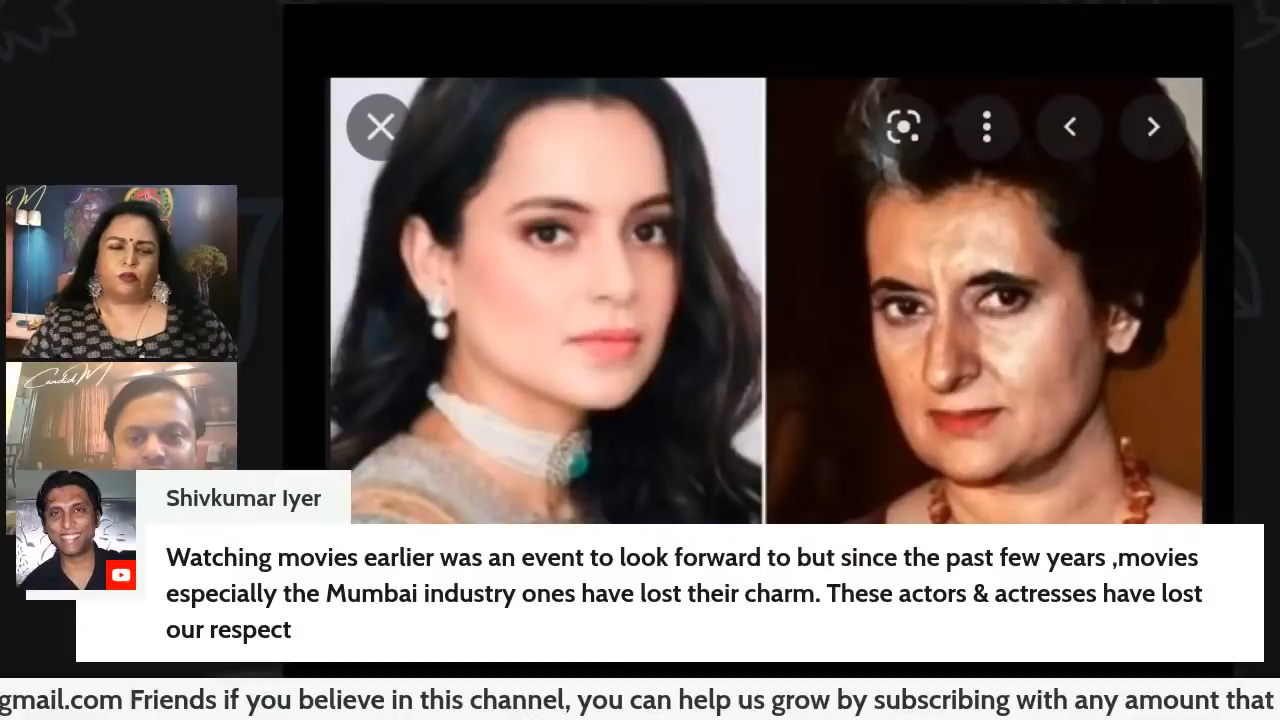 M
Candid M
Shivkumar Iyer
Watching movies earlier was an event to look forward to but since the past few years ,movies
especially the Mumbai industry ones have lost their charm. These actors & actresses have lost
our respect
gmail.com Friends if you believe in this channel, you can help us grow by subscribing with any amount that